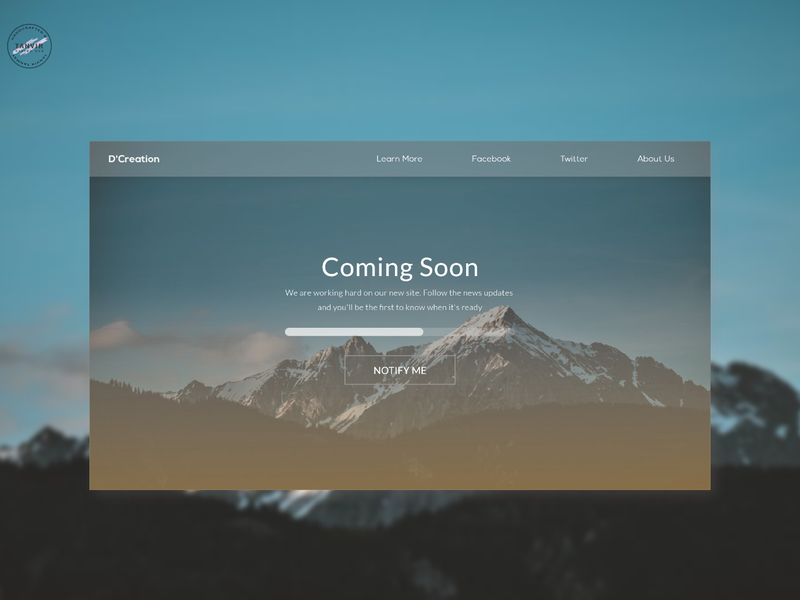 TANVIR
D'Creation
Learn More
Facebook
Twitter
About Us
Coming Soon
We are working hard on our new site. Follow the news updates
and you'll be the first to know when it's ready
NOTIFY ME